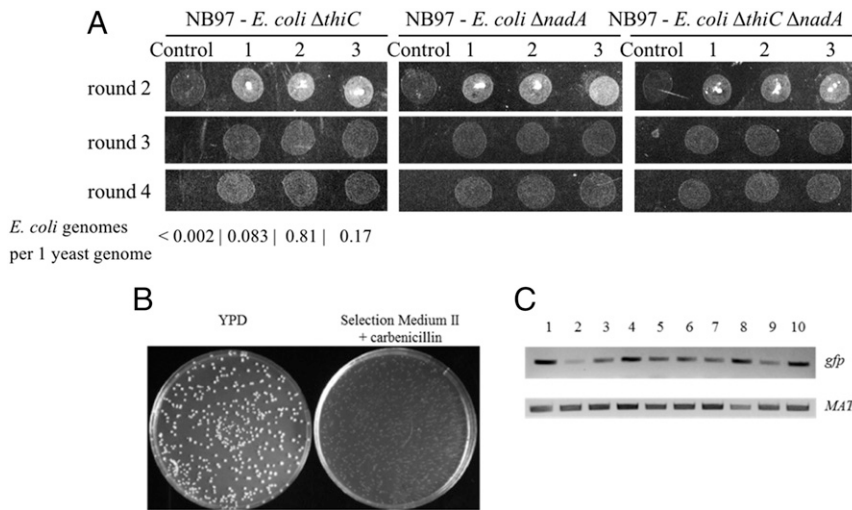 A
NB97 - E. coli ΔthiC NB97 - E. coli ΔnadA NB97 - E. coli ΔthiC ΔnadA
Control 1 2 3 Control 1 2 3 Control 1 2 3
round 2
round 3
round 4
E. coli genomes
per 1 yeast genome
< 0.002 | 0.083 | 0.81 | 0.17
B
YPD
Selection Medium II
+ carbenicillin
C
1 2 3 4 5 6 7 8 9 10
gfp
MAT